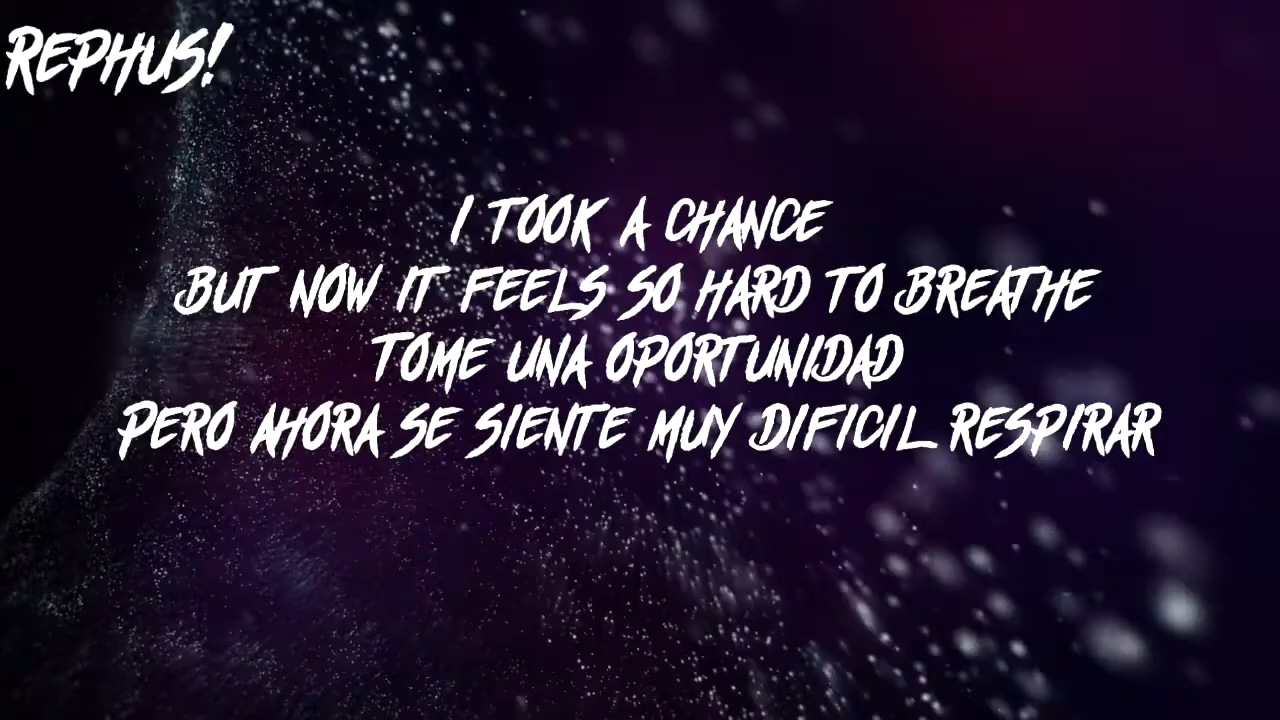 REPHUS!
I TOOK A CHANCE
BUT NOW IT FEELS SO HARD TO BREATHE
TOME UNA OPORTUNIDAD
PERO AHORA SE SIENTE MUY DIFICIL RESPIRAR